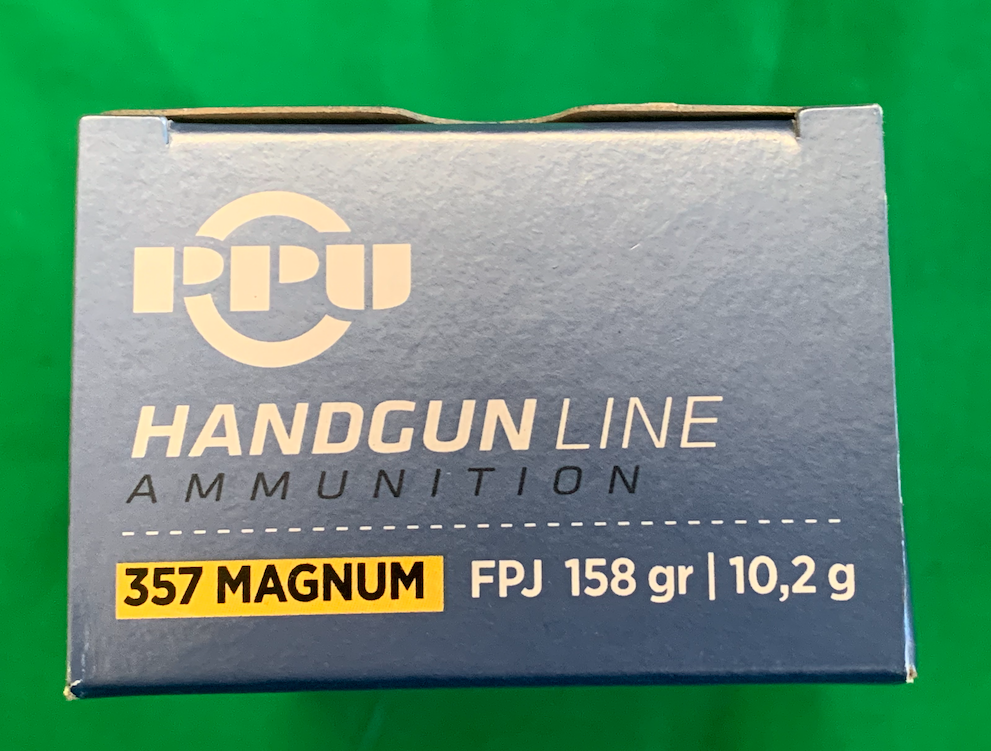 PPU
HANDGUN LINE
AMMUNITION
357 MAGNUM FPJ 158 gr | 10,2 g